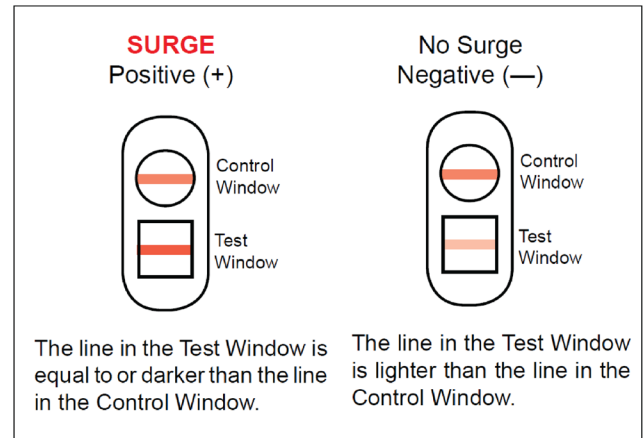 SURGE
Positive (+)
Control
Window
Test
Window
The line in the Test Window is
equal to or darker than the line
in the Control Window.
No Surge
Negative (—)
Control
Window
Test
Window
The line in the Test Window
is lighter than the line in the
Control Window.